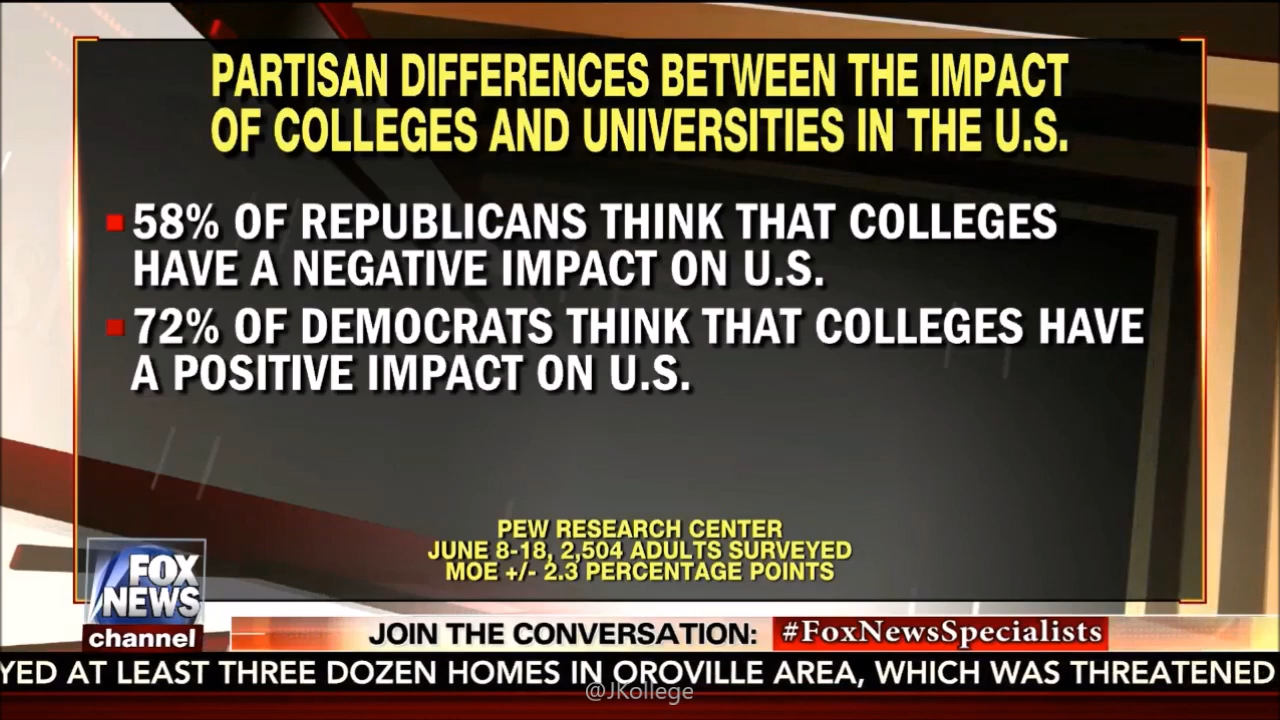 PARTISAN DIFFERENCES BETWEEN THE IMPACT
OF COLLEGES AND UNIVERSITIES IN THE U.S.
58% OF REPUBLICANS THINK THAT COLLEGES
HAVE A NEGATIVE IMPACT ON U.S.
72% OF DEMOCRATS THINK THAT COLLEGES HAVE
A POSITIVE IMPACT ON U.S.
PEW RESEARCH CENTER
JUNE 8-18, 2,504 ADULTS SURVEYED
MOE +/- 2.3 PERCENTAGE POINTS
FOX
NEWS
channel
JOIN THE CONVERSATION: #FoxNewsSpecialists
YED AT LEAST THREE DOZEN HOMES IN OROVILLE AREA, WHICH WAS THREATENED
@JKollege